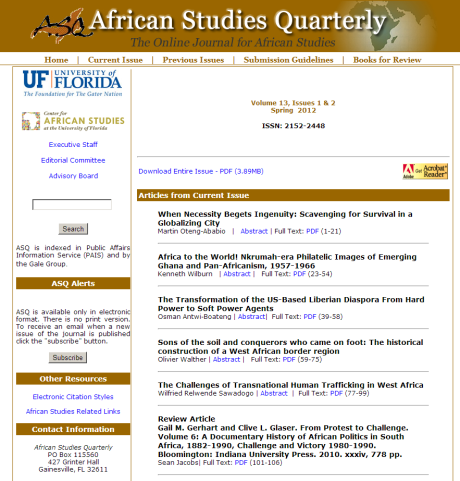 ASQ African Studies Quarterly
The Online Journal for African Studies
Home | Current Issue | Previous Issues | Submission Guidelines | Books for Review
UF UNIVERSITY of
FLORIDA
The Foundation for The Gator Nation
Center for
AFRICAN STUDIES
at the University of Florida
Executive Staff
Editorial Committee
Advisory Board
Search
ASQ is indexed in Public Affairs
Information Service (PAIS) and by
the Gale Group.
ASQ Alerts
ASQ is available only in electronic
format. There is no print version.
To receive an email when a new
issue of the journal is published
click the "subscribe" button.
Subscribe
Other Resources
Electronic Citation Styles
African Studies Related Links
Contact Information
African Studies Quarterly
PO Box 115560
427 Grinter Hall
Gainesville, FL 32611
Volume 13, Issues 1 & 2
Spring 2012
ISSN: 2152-2448
Download Entire Issue - PDF (3.89MB)
Get Acrobat
Reader
Adobe
Articles from Current Issue
When Necessity Begets Ingenuity: Scavenging for Survival in a
Globalizing City
Martin Oteng-Ababio | Abstract | Full Text: PDF (1-21)
Africa to the World! Nkrumah-era Philatelic Images of Emerging
Ghana and Pan-Africanism, 1957-1966
Kenneth Wilburn | Abstract | Full Text: PDF (23-54)
The Transformation of the US-Based Liberian Diaspora From Hard
Power to Soft Power Agents
Osman Antwi-Boateng | Abstract| Full Text: PDF (39-58)
Sons of the soil and conquerors who came on foot: The historical
construction of a West African border region
Olivier Walther | Abstract | Full Text: PDF (59-75)
The Challenges of Transnational Human Trafficking in West Africa
Wilfried Relwende Sawadogo | Abstract | Full Text: PDF (77-99)
Review Article
Gail M. Gerhart and Clive L. Glaser. From Protest to Challenge.
Volume 6: A Documentary History of African Politics in South
Africa, 1882-1990, Challenge and Victory 1980-1990.
Bloomington: Indiana University Press. 2010. xxxiv, 778 pp.
Sean Jacobs| Full Text: PDF (101-106)